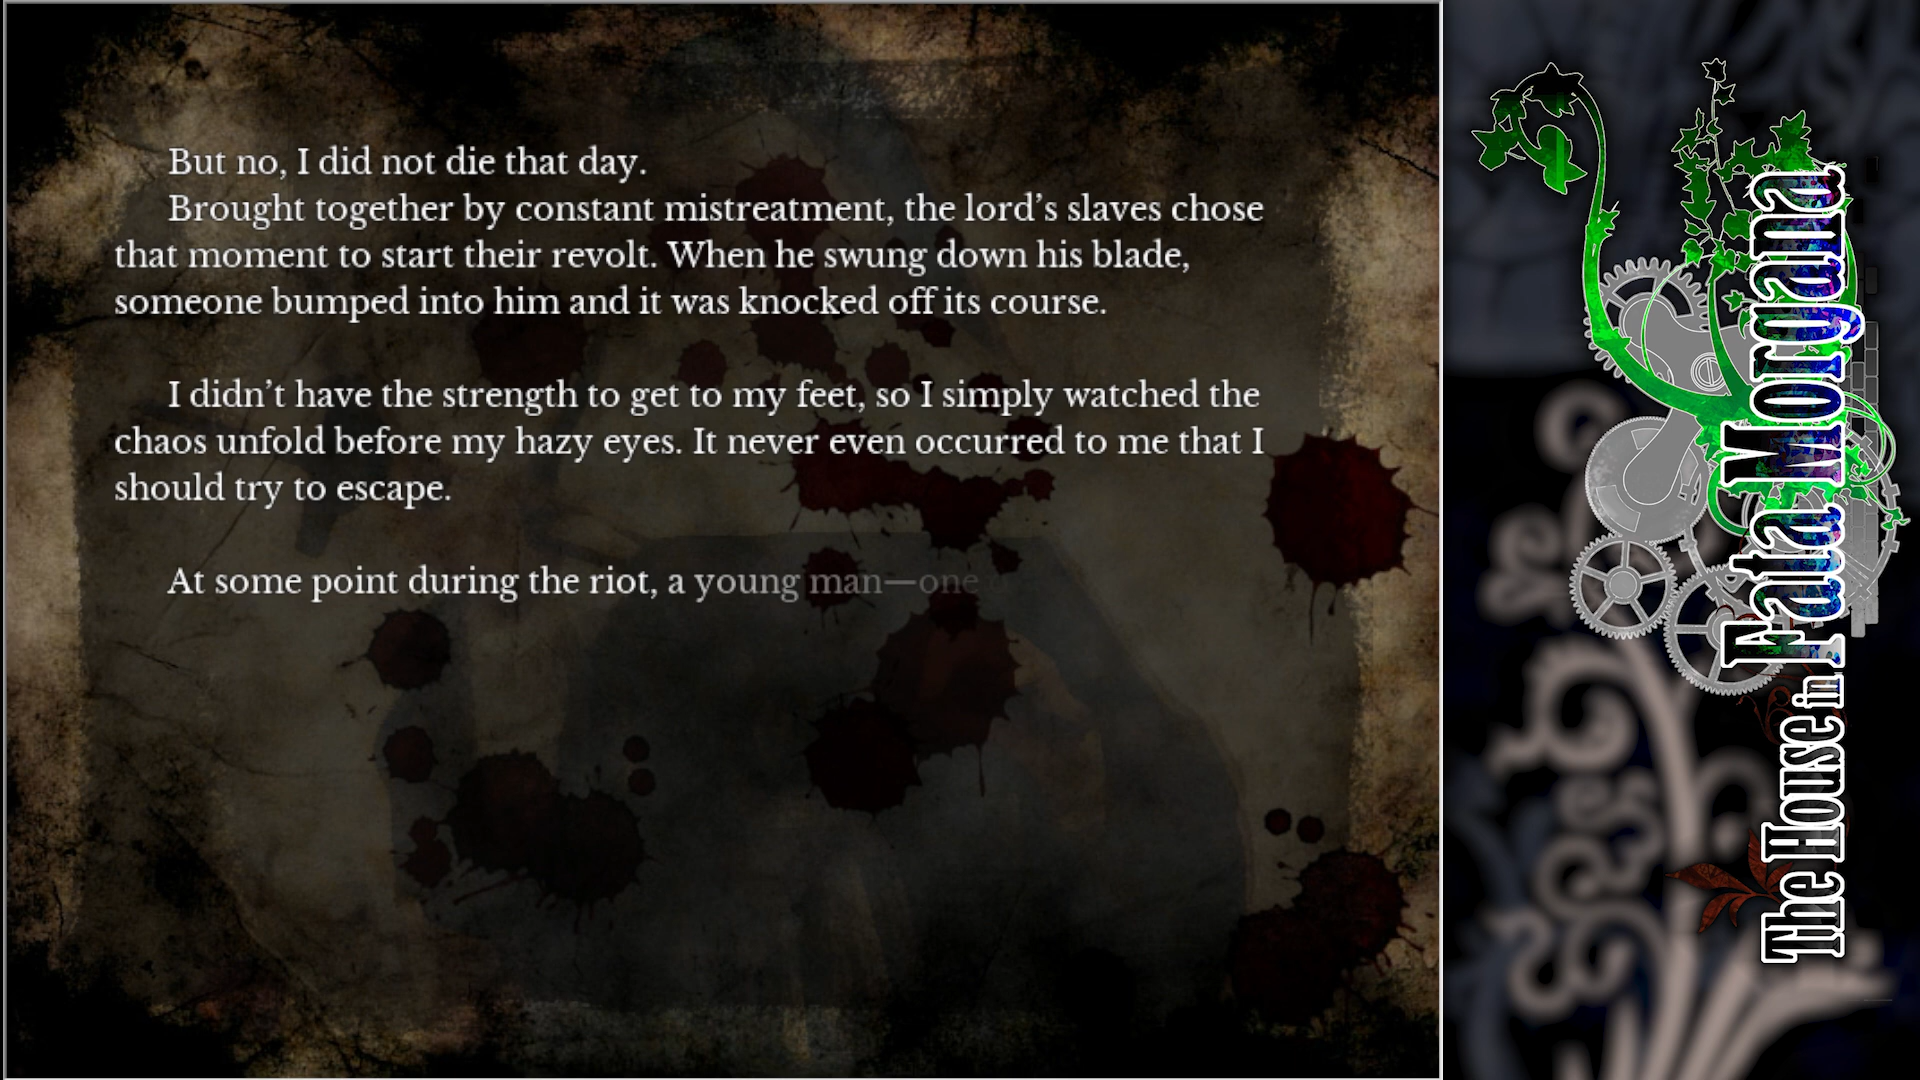 But no, I did not die that day.
Brought together by constant mistreatment, the lord’s slaves chose
that moment to start their revolt. When he swung down his blade,
someone bumped into him and it was knocked off its course.
I didn’t have the strength to get to my feet, so I simply watched the
chaos unfold before my hazy eyes. It never even occurred to me that I
should try to escape.
At some point during the riot, a young man—one
The House in Fata Morgana